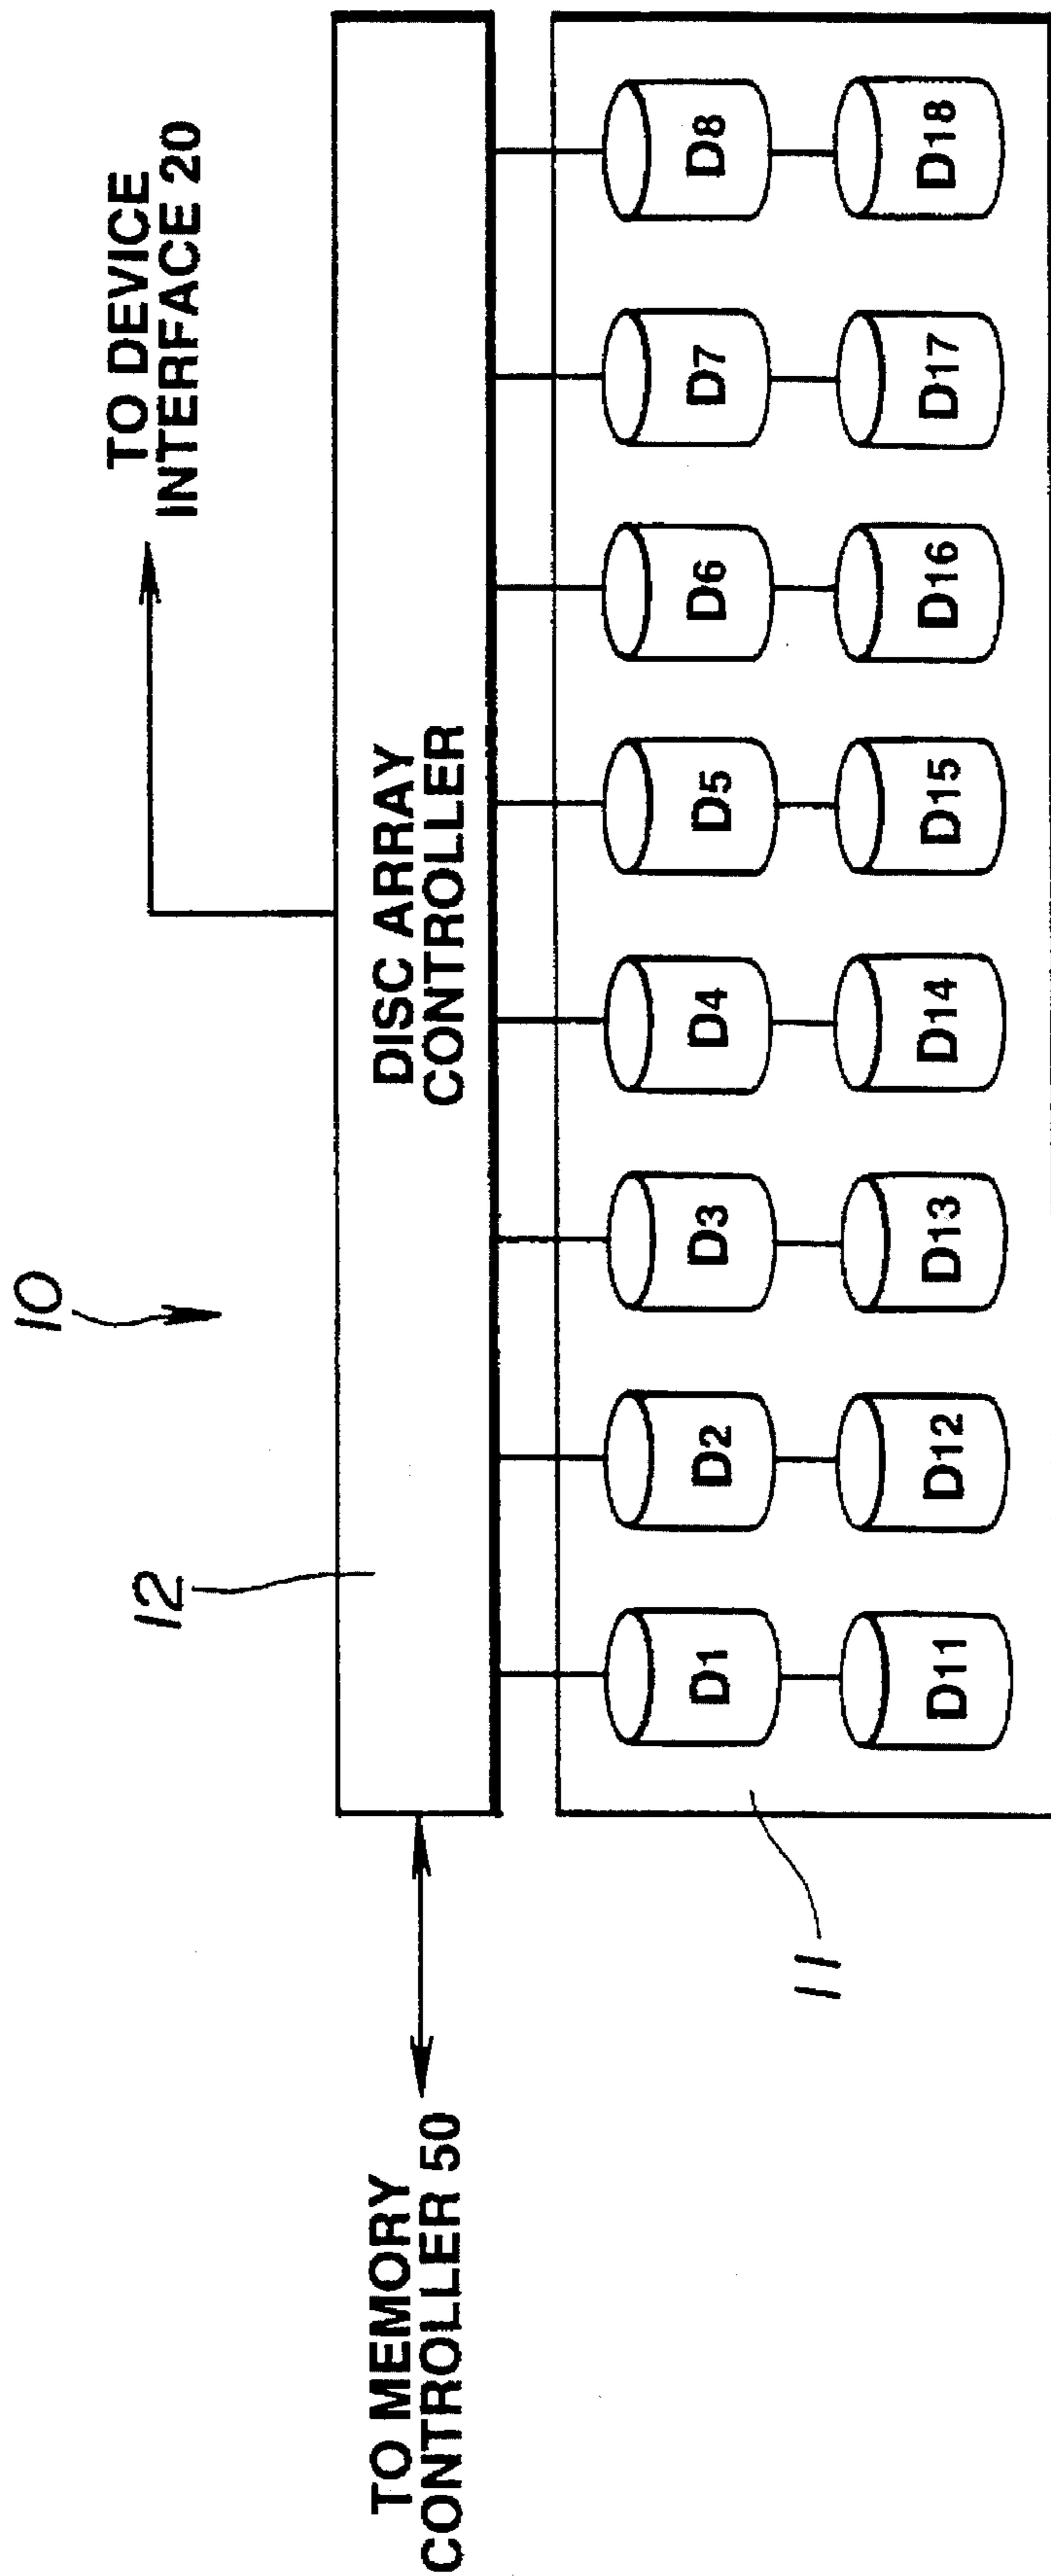 10
TO DEVICE
INTERFACE 20
12
DISC ARRAY
CONTROLLER
TO MEMORY
CONTROLLER 50
D1
D2
D3
D4
D5
D6
D7
D8
D11
D12
D13
D14
D15
D16
D17
D18
11